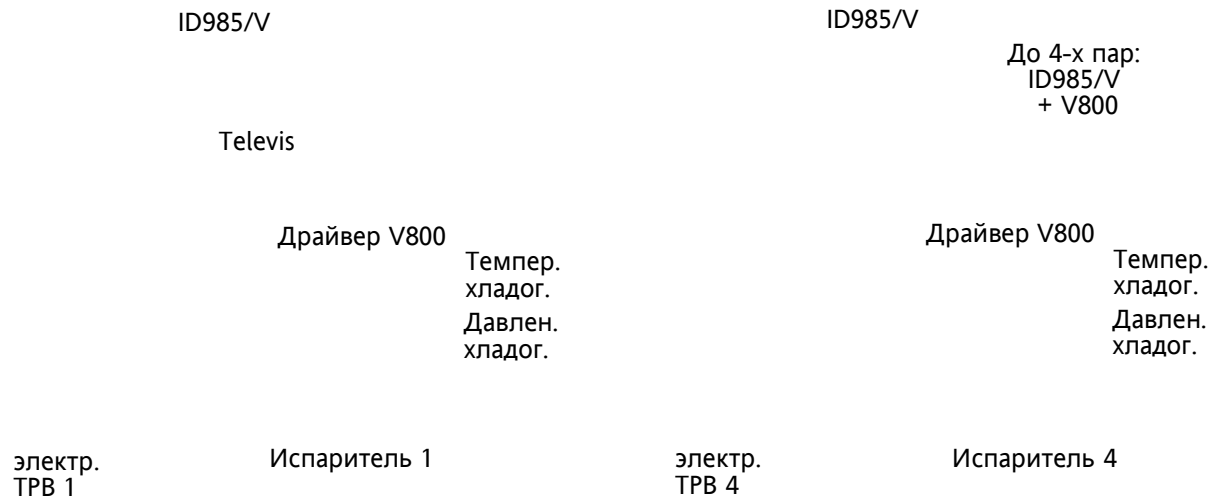 ID985/V
ID985/V
До 4-х пар:
ID985/V
+ V800
Televis
Драйвер V800
Темпер.
хладог.
Давлен.
хладог.
Драйвер V800
Темпер.
хладог.
Давлен.
хладог.
электр.
ТРВ 1
Испаритель 1
электр.
ТРВ 4
Испаритель 4